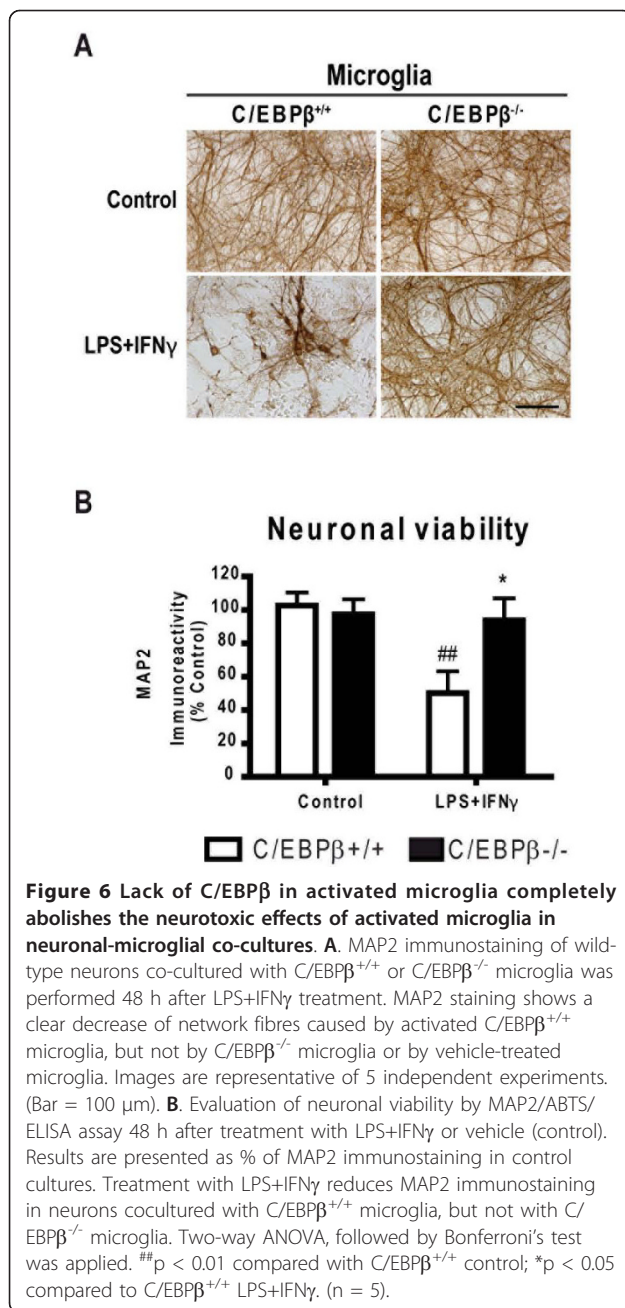 A
Microglia
C/EBPβ+/+ C/EBPβ-/-
Control
LPS+IFNγ
B
Neuronal viability
MAP2
Immunoreactivity
(% Control)
120
100
80
60
40
20
0
##
*
Control LPS+IFNγ
C/EBPβ+/+ C/EBPβ-/-
Figure 6 Lack of C/EBPβ in activated microglia completely
abolishes the neurotoxic effects of activated microglia in
neuronal-microglial co-cultures. A. MAP2 immunostaining of wild-
type neurons co-cultured with C/EBPβ+/+ or C/EBPβ-/- microglia was
performed 48 h after LPS+IFNγ treatment. MAP2 staining shows a
clear decrease of network fibres caused by activated C/EBPβ+/+
microglia, but not by C/EBPβ-/- microglia or by vehicle-treated
microglia. Images are representative of 5 independent experiments.
(Bar = 100 μm). B. Evaluation of neuronal viability by MAP2/ABTS/
ELISA assay 48 h after treatment with LPS+IFNγ or vehicle (control).
Results are presented as % of MAP2 immunostaining in control
cultures. Treatment with LPS+IFNγ reduces MAP2 immunostaining
in neurons cocultured with C/EBPβ+/+ microglia, but not with C/
EBPβ-/- microglia. Two-way ANOVA, followed by Bonferroni's test
was applied. ##p < 0.01 compared with C/EBPβ+/+ control; *p < 0.05
compared to C/EBPβ+/+ LPS+IFNγ. (n = 5).